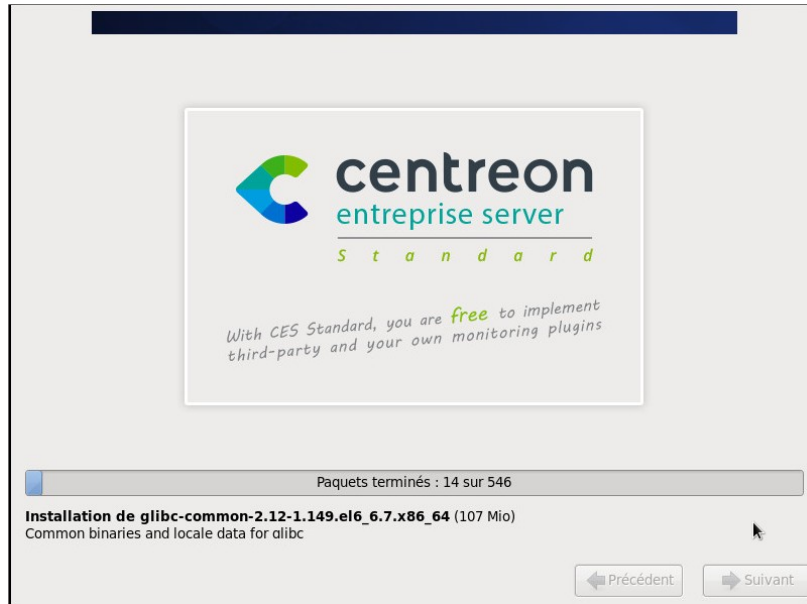 centreon
entreprise server
Standard
With CES Standard, you are free to implement
third-party and your own monitoring plugins
Paquets terminés : 14 sur 546
Installation de glibc-common-2.12-1.149.el6_6.7.x86_64 (107 Mio)
Common binaries and locale data for glibc
Précédent
Suivant